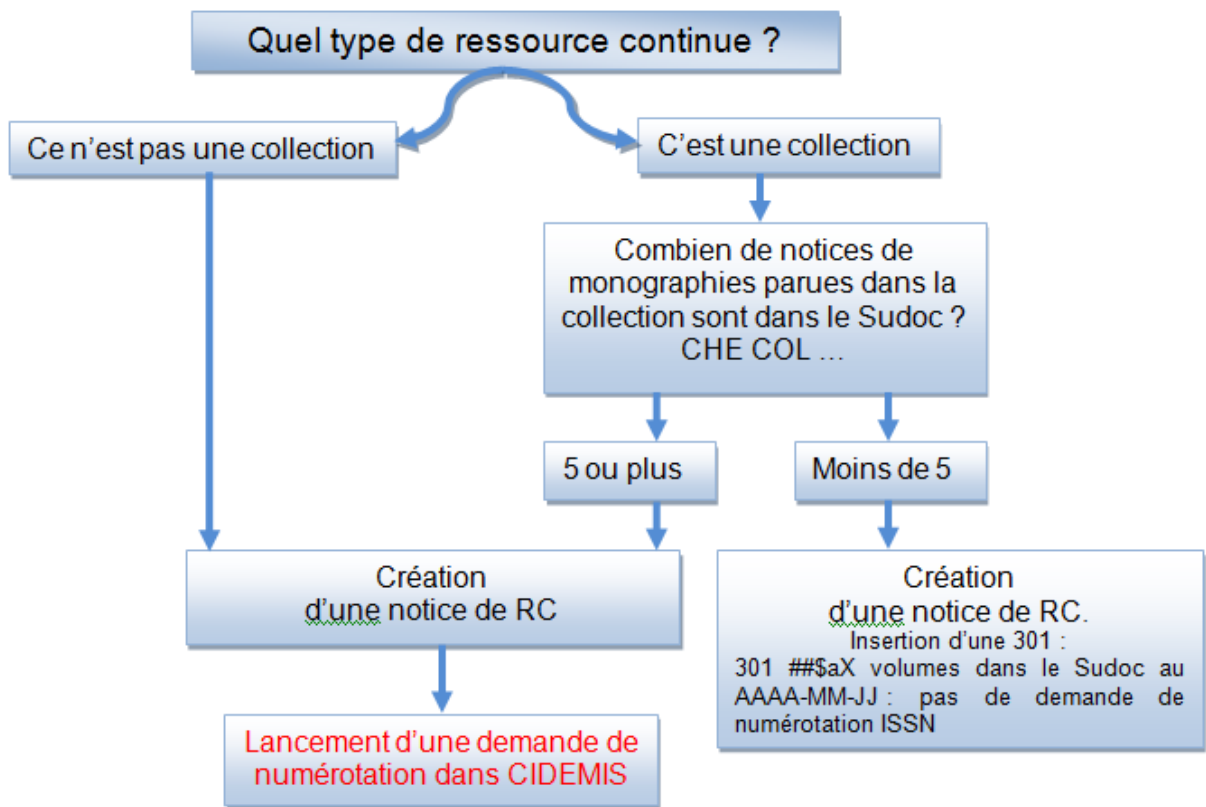 Quel type de ressource continue ?
Ce n’est pas une collection
C’est une collection
Combien de notices de
monographies parues dans la
collection sont dans le Sudoc ?
CHE COL ...
5 ou plus
Moins de 5
Création
d’une notice de RC
Création
d’une notice de RC.
Insertion d’une 301 :
301 ##$aX volumes dans le Sudoc au
AAAA-MM-JJ : pas de demande de
numérotation ISSN
Lancement d’une demande de
numérotation dans CIDEMIS